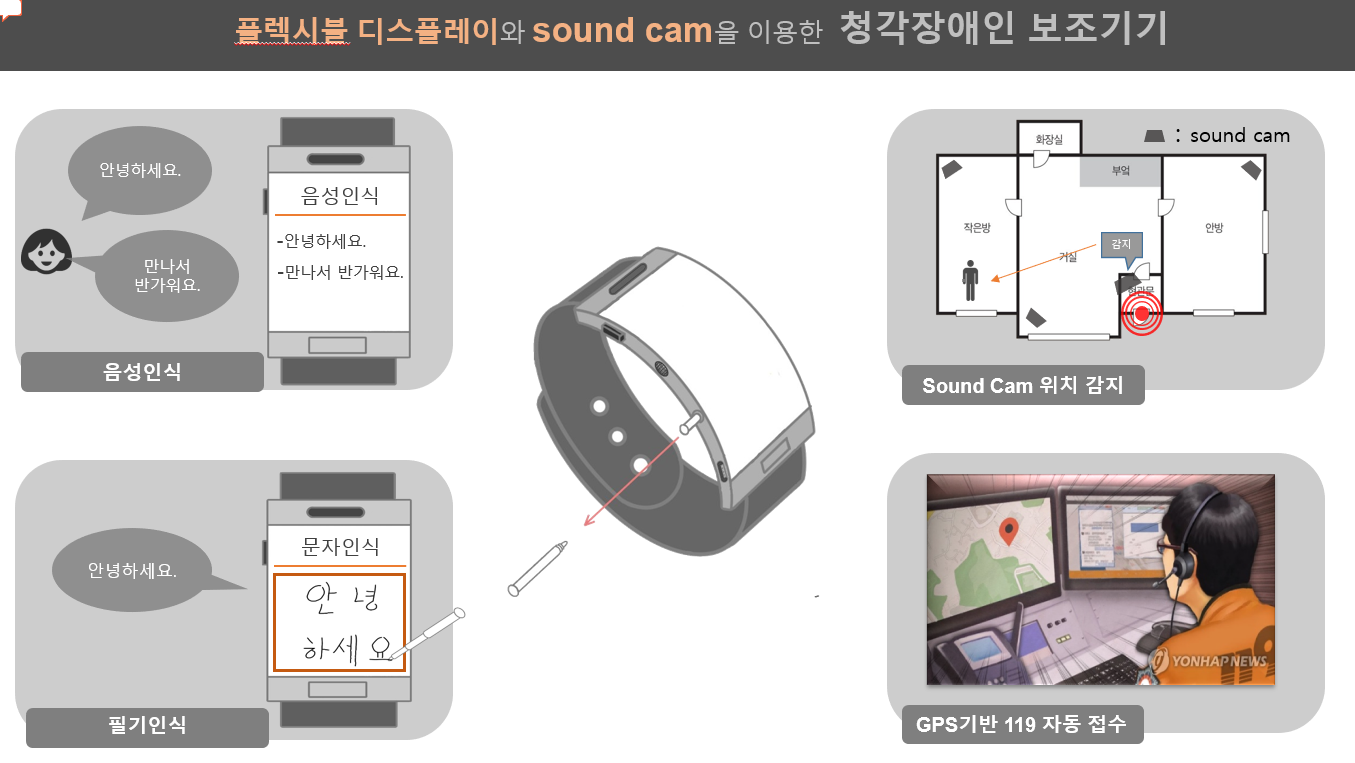 플렉시블 디스플레이와 sound cam을 이용한 청각장애인 보조기기
안녕하세요.
만나서
반가워요.
음성인식
-안녕하세요.
-만나서 반가워요.
음성인식
: sound cam
화장실
부엌
작은방
거실
안방
감지
현관문
Sound Cam 위치 감지
안녕하세요.
문자인식
안녕
하세요
필기인식
YONHAP NEWS
119
GPS기반 119 자동 접수